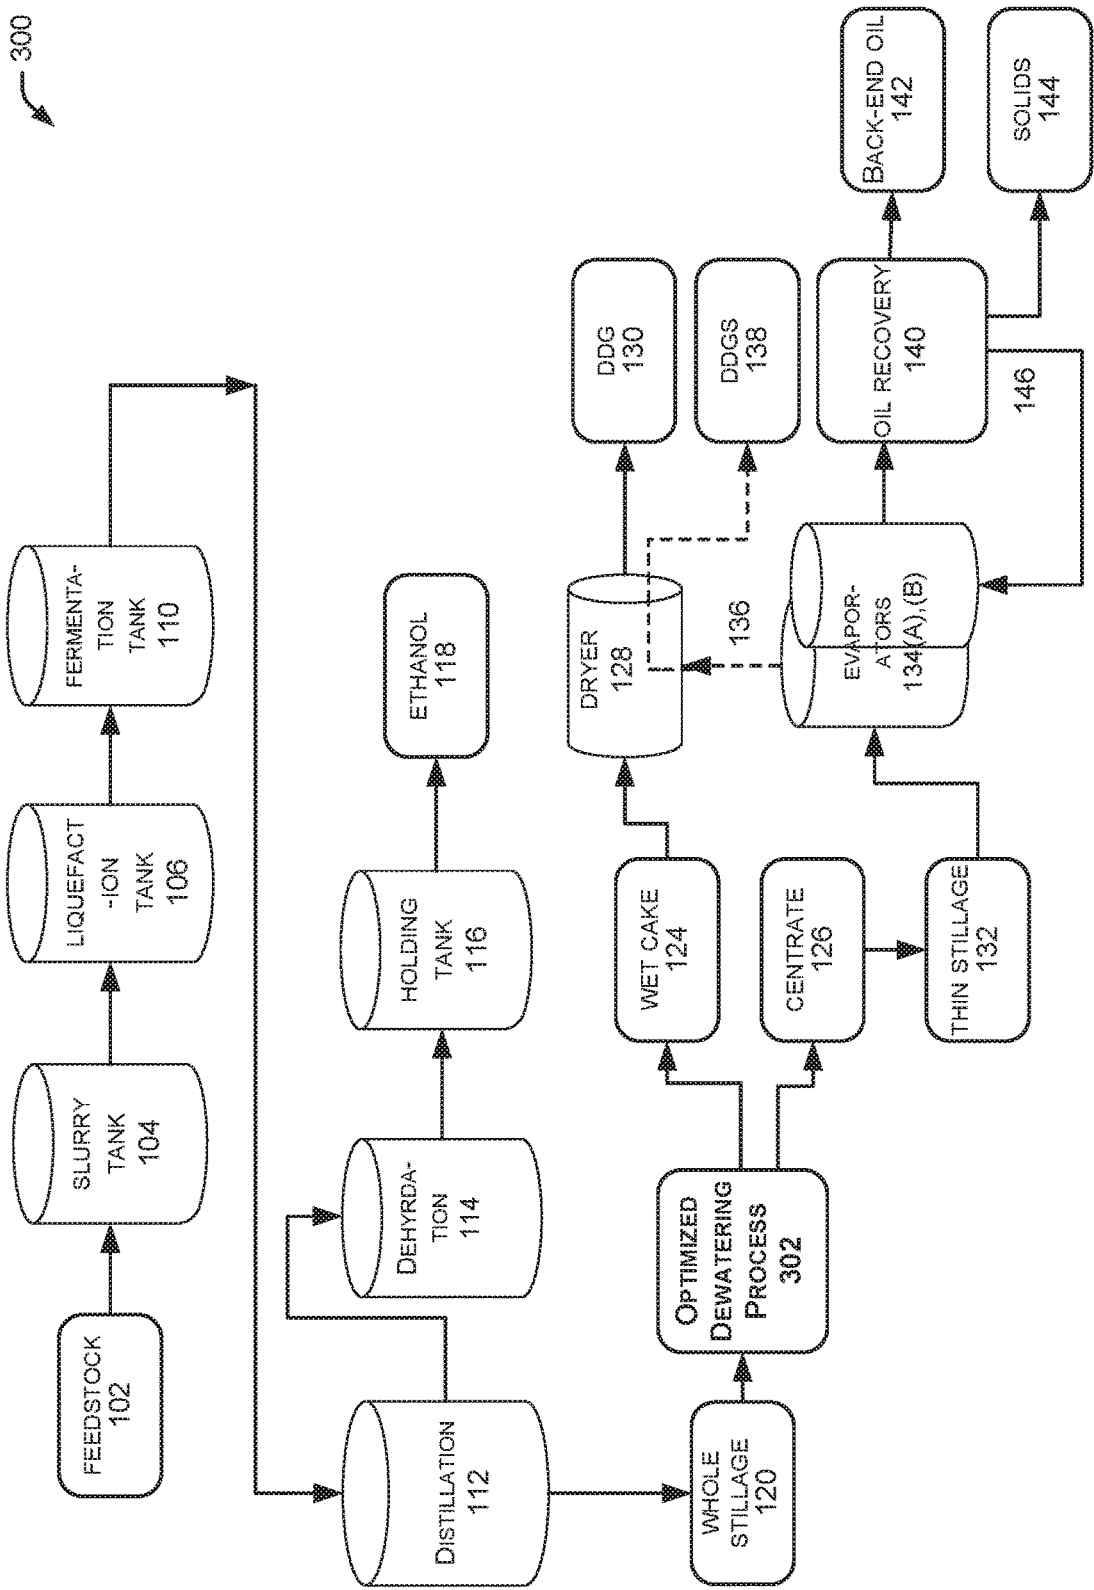 300
FEEDSTOCK
102
SLURRY
TANK
104
LIQUEFACT
-ION
TANK
106
FERMENTA-
TION
TANK
110
DISTILLATION
112
DEHYRDA-
TION
114
HOLDING
TANK
116
ETHANOL
118
WHOLE
STILLAGE
120
OPTIMIZED
DEWATERING
PROCESS
302
WET CAKE
124
CENTRATE
126
THIN STILLAGE
132
DRYER
128
136
EVAPOR-
ATORS
134(A),(B)
DDG
130
DDGS
138
OIL RECOVERY
140
146
BACK-END OIL
142
SOLIDS
144